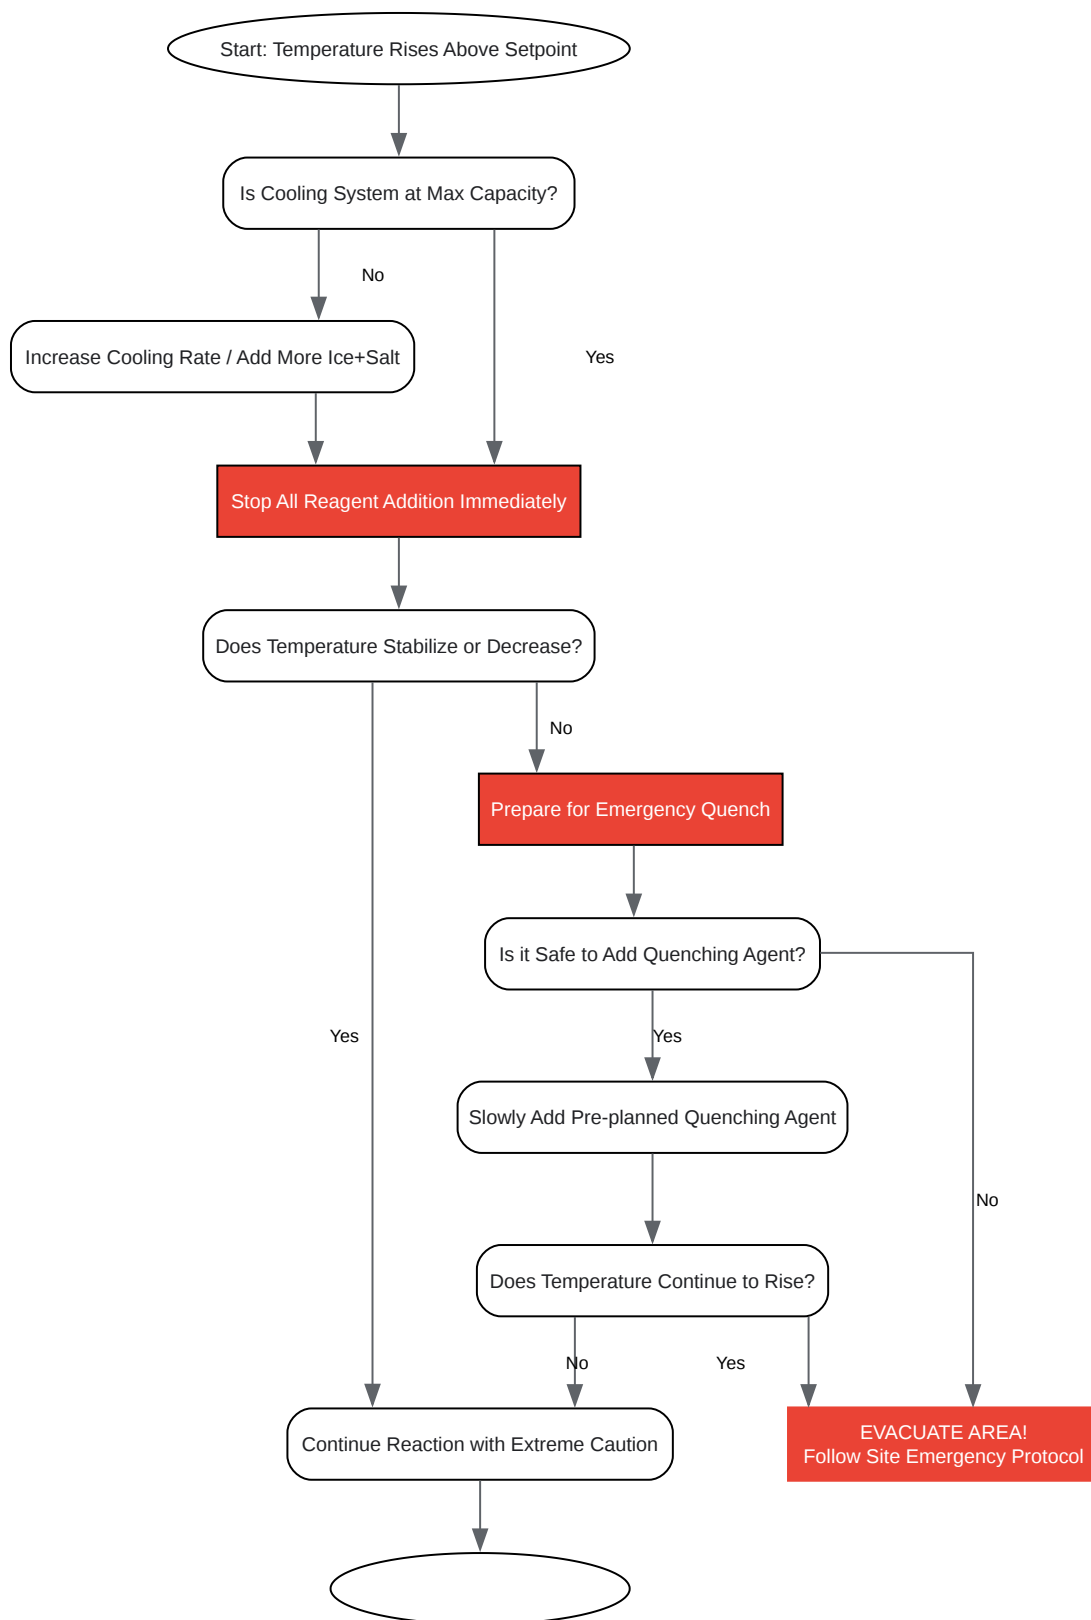 Start: Temperature Rises Above Setpoint
Is Cooling System at Max Capacity?
No
Increase Cooling Rate / Add More Ice+Salt
Yes
Stop All Reagent Addition Immediately
Does Temperature Stabilize or Decrease?
No
Prepare for Emergency Quench
Is it Safe to Add Quenching Agent?
Yes
Yes
Slowly Add Pre-planned Quenching Agent
No
Does Temperature Continue to Rise?
No
Yes
Continue Reaction with Extreme Caution
EVACUATE AREA!
Follow Site Emergency Protocol